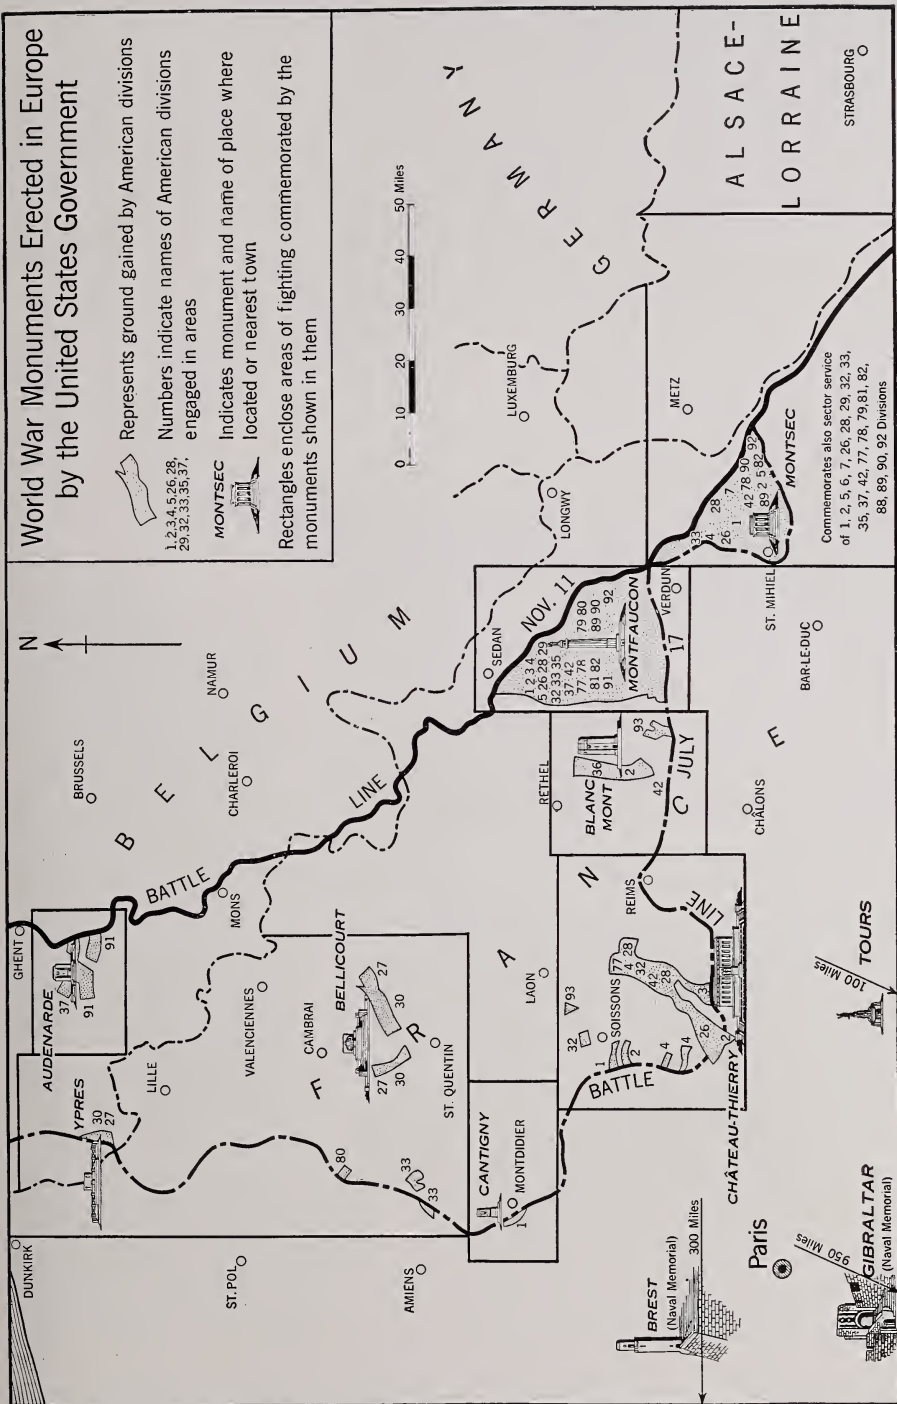 World War Monuments Erected in Europe
by the United States Government
Represents ground gained by American divisions
1,2,3,4,5,26,28,
29,32,33,35,37,
Numbers indicate names of American divisions
engaged in areas
MONTSEC
Indicates monument and name of place where
located or nearest town
Rectangles enclose areas of fighting commemorated by the
monuments shown in them
N
0 10 20 30 40 50 Miles
GERMANY
ALSACE-
LORRAINE
STRASBOURG
BELGIUM
FRANCE
DUNKIRK
GHENT
BRUSSELS
NAMUR
CHARLEROI
MONS
AUDENARDE
37
91
91
YPRES
30
27
LILLE
VALENCIENNES
CAMBRAI
BELLICOURT
27
30
27
30
ST. QUENTIN
80
33
33
ST. POL
AMIENS
BATTLE LINE NOV. 11
LUXEMBURG
LONGWY
METZ
SEDAN
1 2 3 4
5 26 28 29
32 33 35
37 42
77 78
81 82
91
79 80
89 90
92
MONTFAUCON
VERDUN
17
33
4
26 1
28
7
42 78 90 92
89 2 5 82
MONTSEC
ST. MIHIEL
BAR-LE-DUC
Commemorates also sector service
of 1, 2, 5, 6, 7, 26, 28, 29, 32, 33,
35, 37, 42, 77, 78, 79, 81, 82,
88, 89, 90, 92 Divisions
RETHEL
BLANC
MONT
36
2
93
42
CHÂLONS
CANTIGNY
MONTDIDIER
1
LAON
93
32
SOISSONS
1
2
4
4
77
4 28
32
42
28
3
26
2
REIMS
BATTLE LINE JULY
CHÂTEAU-THIERRY
BREST
(Naval Memorial)
300 Miles
Paris
950 Miles
GIBRALTAR
(Naval Memorial)
100 Miles
TOURS